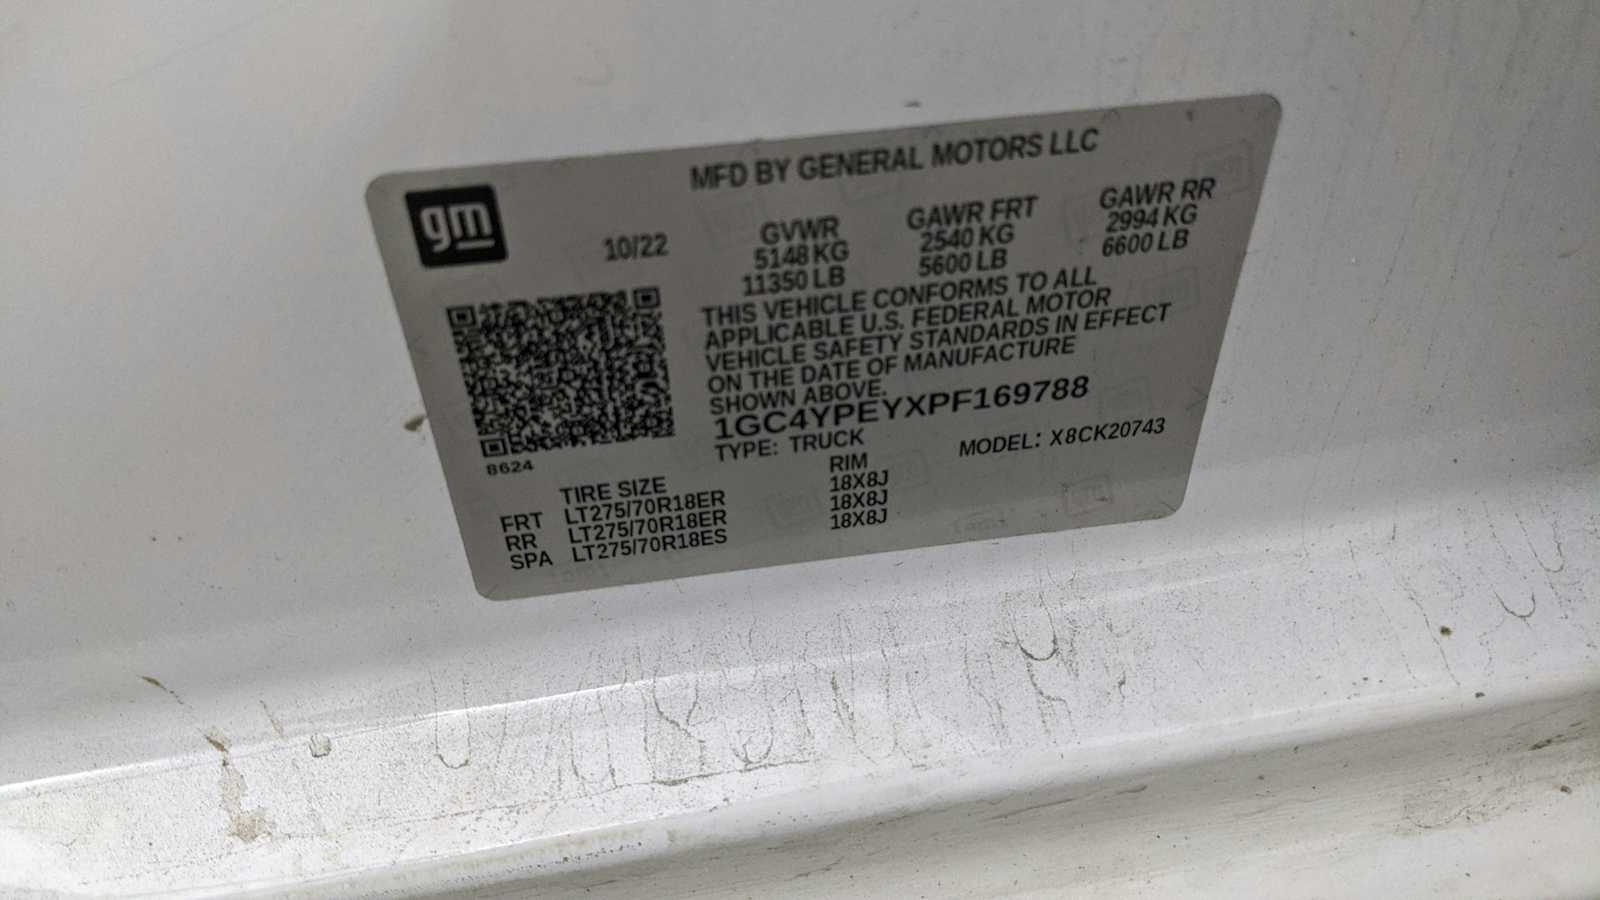 MFD BY GENERAL MOTORS LLC
gm
10/22
GVWR
5148 KG
11350 LB
GAWR FRT
2540 KG
5600 LB
GAWR RR
2994 KG
6600 LB
THIS VEHICLE CONFORMS TO ALL
APPLICABLE U.S. FEDERAL MOTOR
VEHICLE SAFETY STANDARDS IN EFFECT
ON THE DATE OF MANUFACTURE
SHOWN ABOVE.
1GC4YPEYXPF169788
TYPE: TRUCK
MODEL: X8CK20743
8624
TIRE SIZE RIM
FRT LT275/70R18ER 18X8J
RR LT275/70R18ER 18X8J
SPA LT275/70R18ES 18X8J